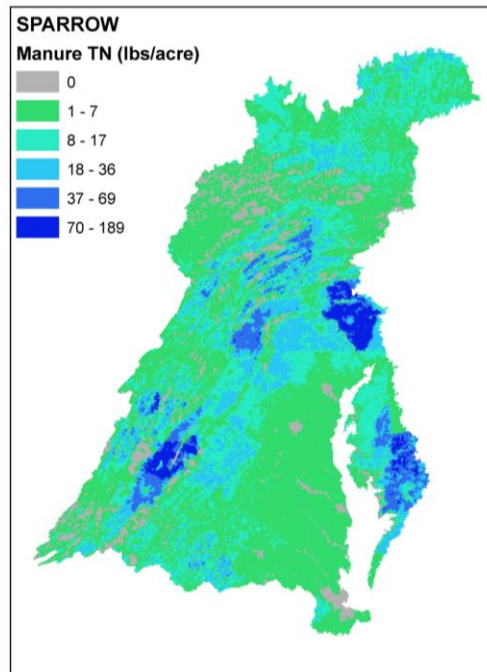 SPARROW
Manure TN (lbs/acre)
0
1 - 7
8 - 17
18 - 36
37 - 69
70 - 189